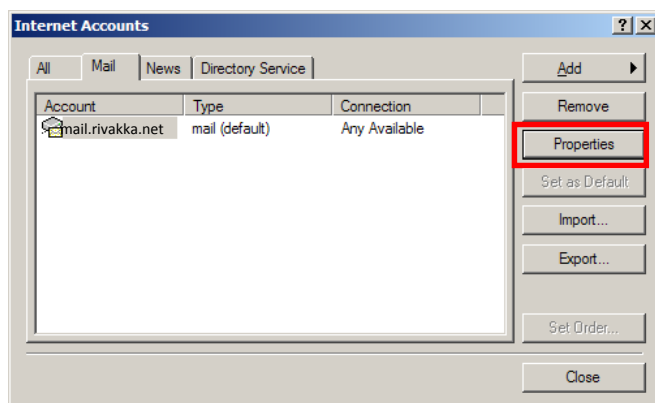 Internet Accounts
All Mail News Directory Service
Account Type Connection
mail.rivakka.net mail (default) Any Available
Add
Remove
Properties
Set as Default
Import...
Export...
Set Order...
Close